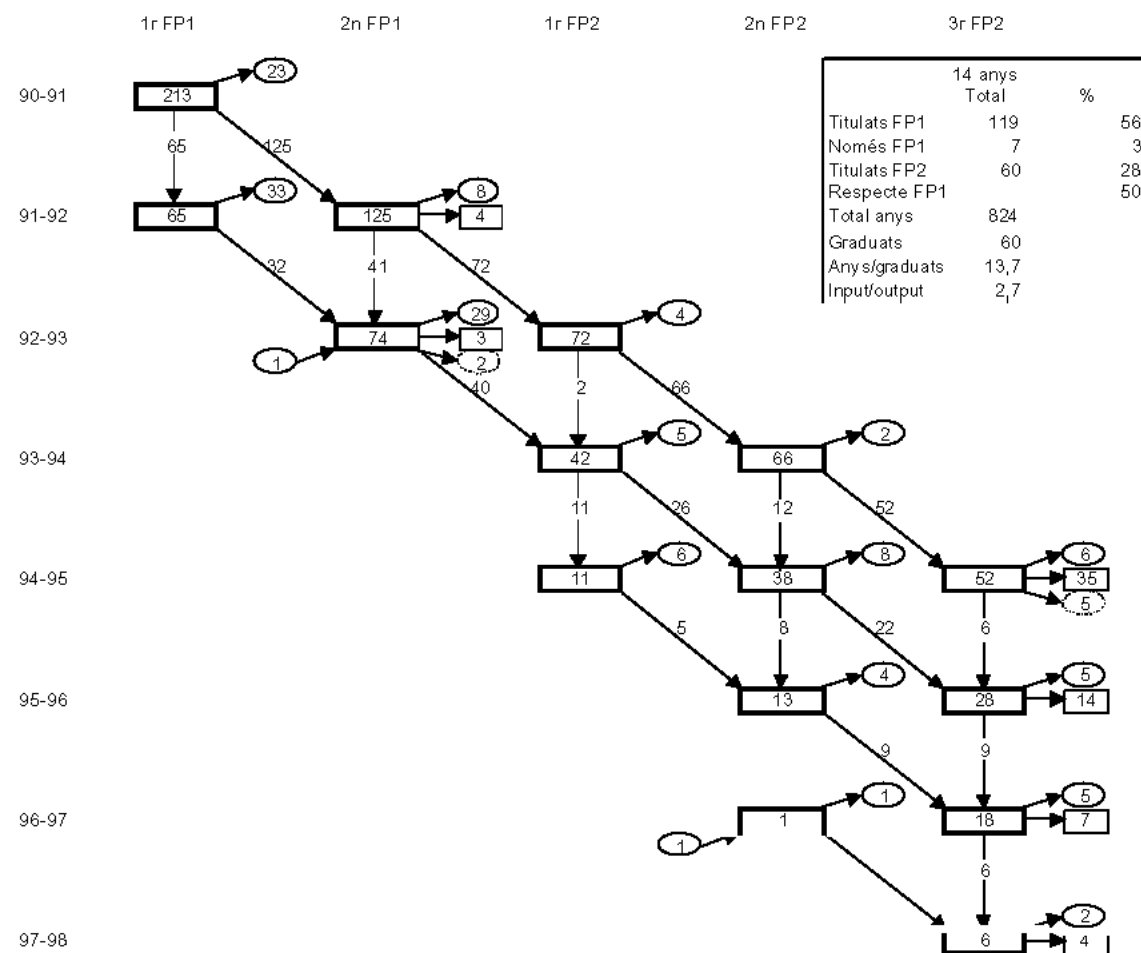 1r FP1 2n FP1 1r FP2 2n FP2 3r FP2
14 anys
Total %
Titulats FP1 119 56
Només FP1 7 3
Titulats FP2 60 28
Respecte FP1 50
Total anys 824
Graduats 60
Anys/graduats 13,7
Input/output 2,7
23
90-91 213
65 125
33 8
91-92 65 125 4
32 41 72
29 4
92-93 74 3 72
1 2
40 2 66
5 2
93-94 42 66
11 26 12 52
6 8 6
94-95 11 38 52 35
5
5 8 22 6
4 5
95-96 13 28 14
9 9
1 5
96-97 1 18 7
1
6
2
97-98 6 4